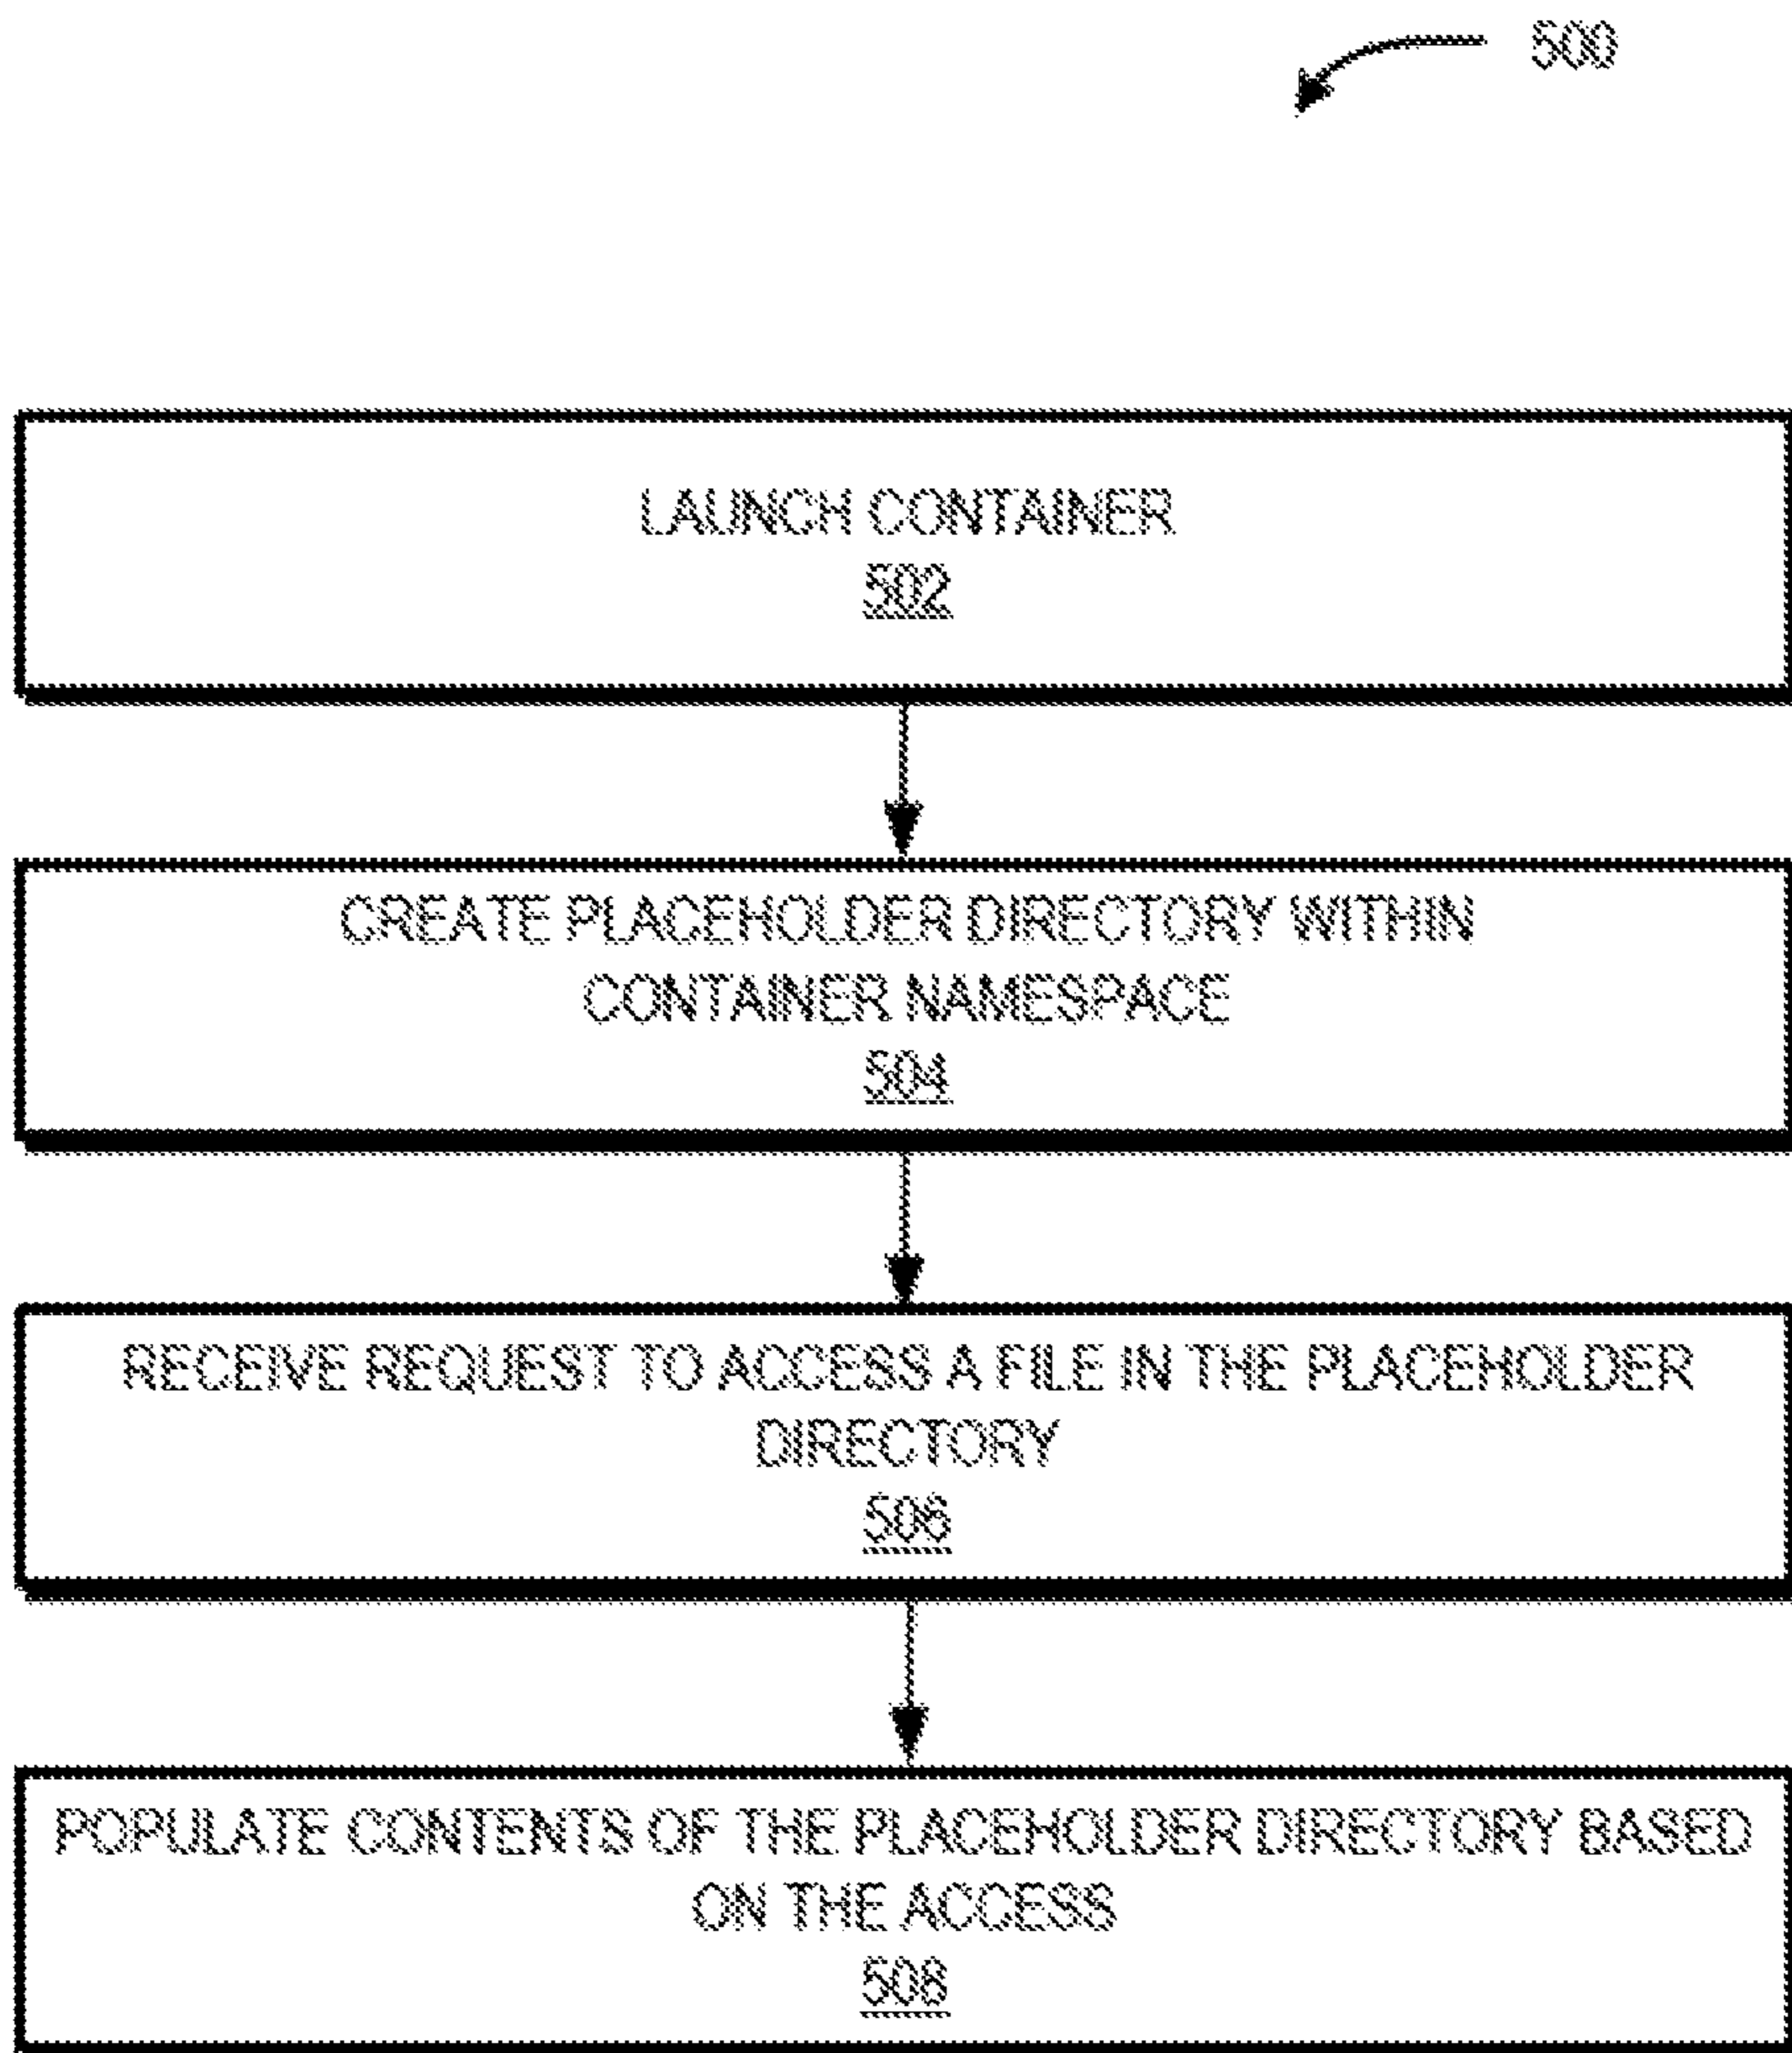 500
LAUNCH CONTAINER
502
CREATE PLACEHOLDER DIRECTORY WITHIN
CONTAINER NAMESPACE
504
RECEIVE REQUEST TO ACCESS A FILE IN THE PLACEHOLDER
DIRECTORY
506
POPULATE CONTENTS OF THE PLACEHOLDER DIRECTORY BASED
ON THE ACCESS
508